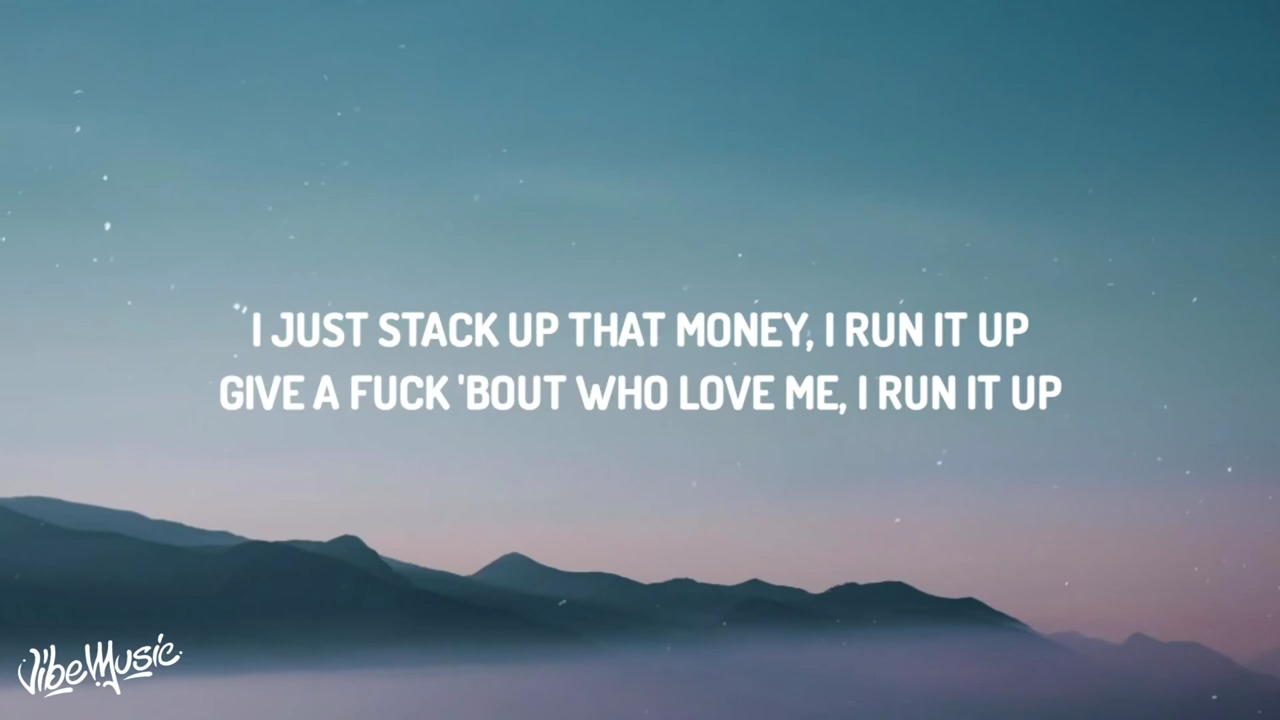 I JUST STACK UP THAT MONEY, I RUN IT UP
GIVE A FUCK 'BOUT WHO LOVE ME, I RUN IT UP
VibeMusic